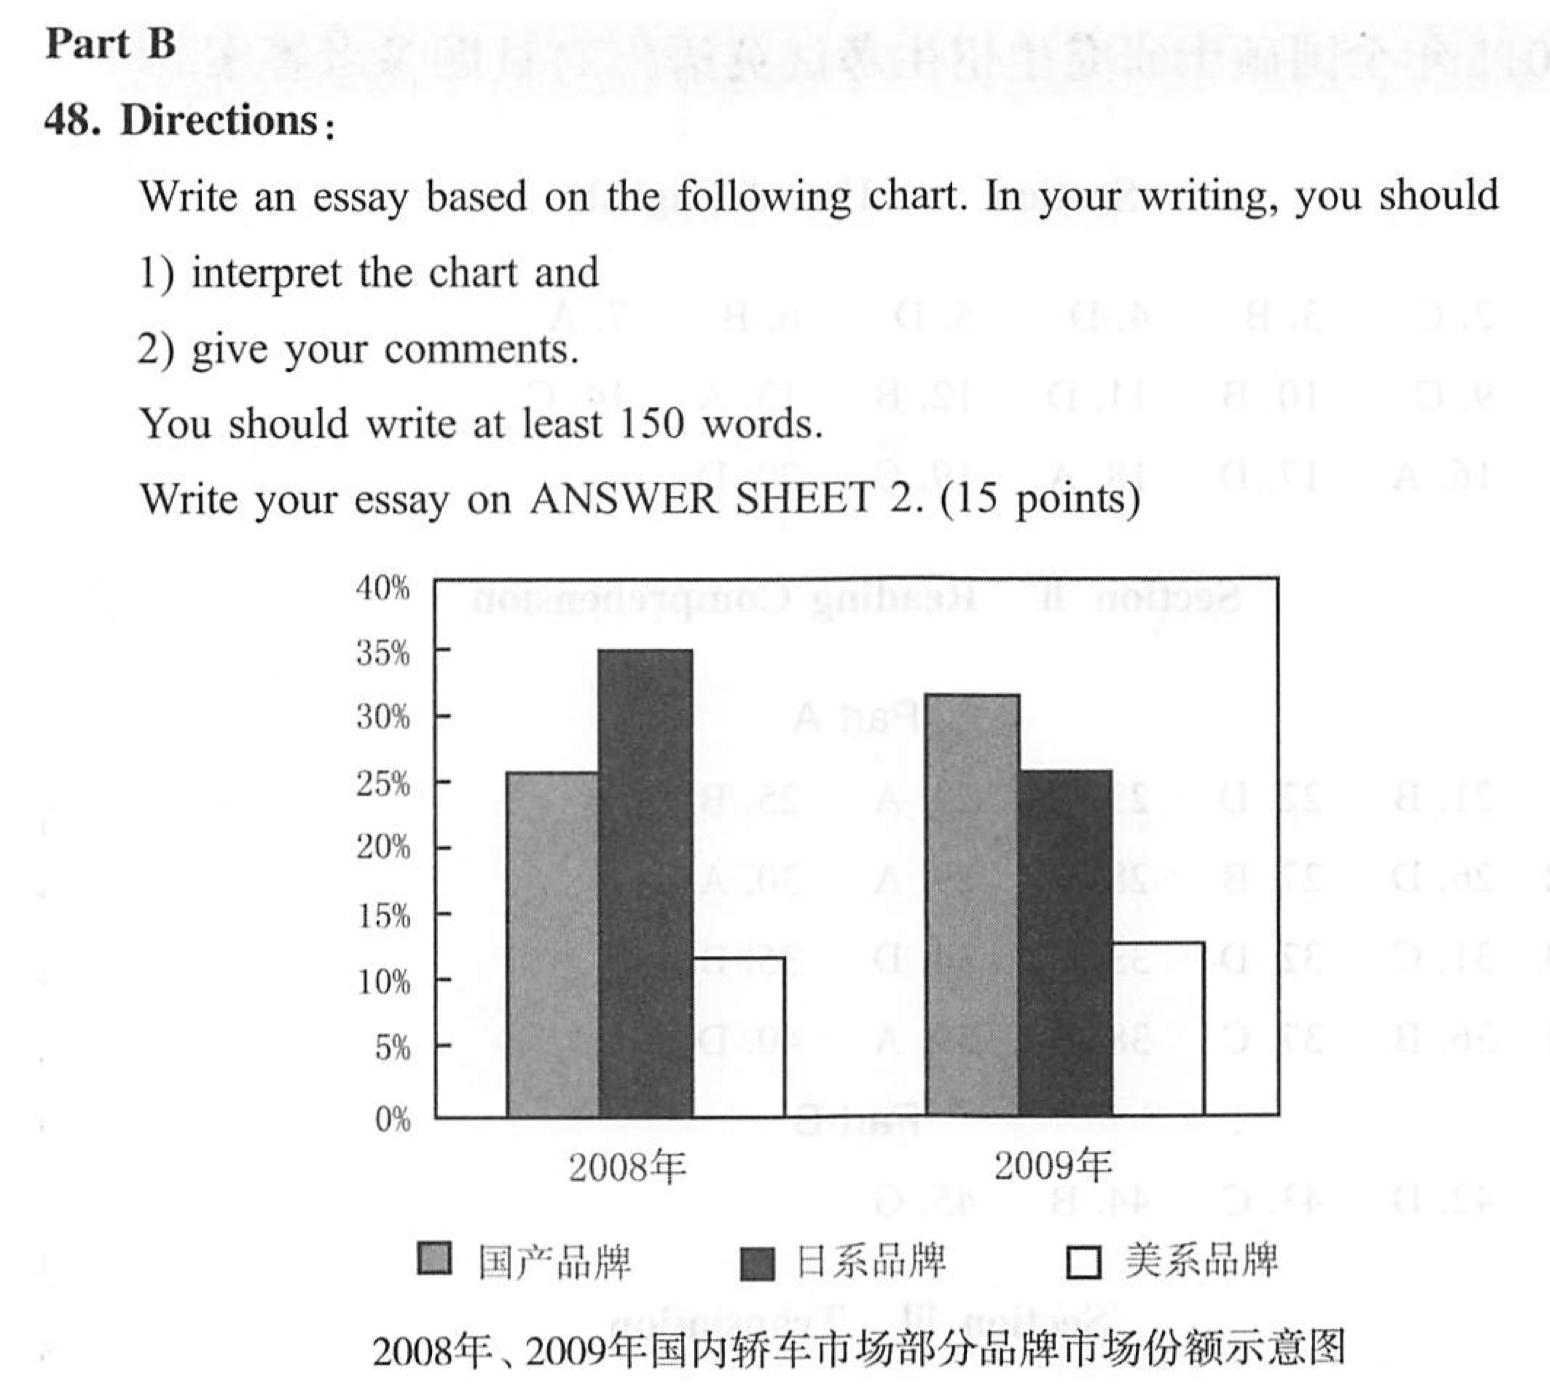 Part B
48. Directions:
Write an essay based on the following chart. In your writing, you should
1) interpret the chart and
2) give your comments.
You should write at least 150 words.
Write your essay on ANSWER SHEET 2. (15 points)
40%
35%
30%
25%
20%
15%
10%
5%
0%
2008年 2009年
国产品牌 日系品牌 美系品牌
2008年、2009年国内轿车市场部分品牌市场份额示意图